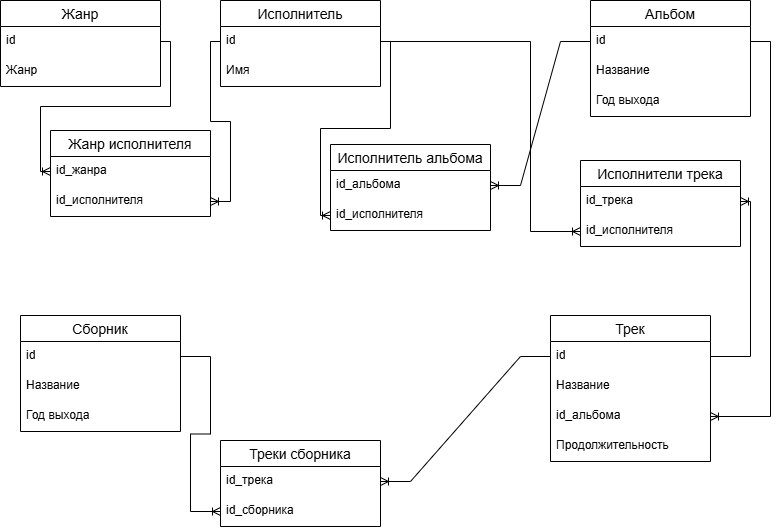 Жанр
id
Жанр
Исполнитель
id
Имя
Альбом
id
Название
Год выхода
Жанр исполнителя
id_жанра
id_исполнителя
Исполнитель альбома
id_альбома
id_исполнителя
Исполнители трека
id_трека
id_исполнителя
Сборник
id
Название
Год выхода
Трек
id
Название
id_альбома
Продолжительность
Треки сборника
id_трека
id_сборника